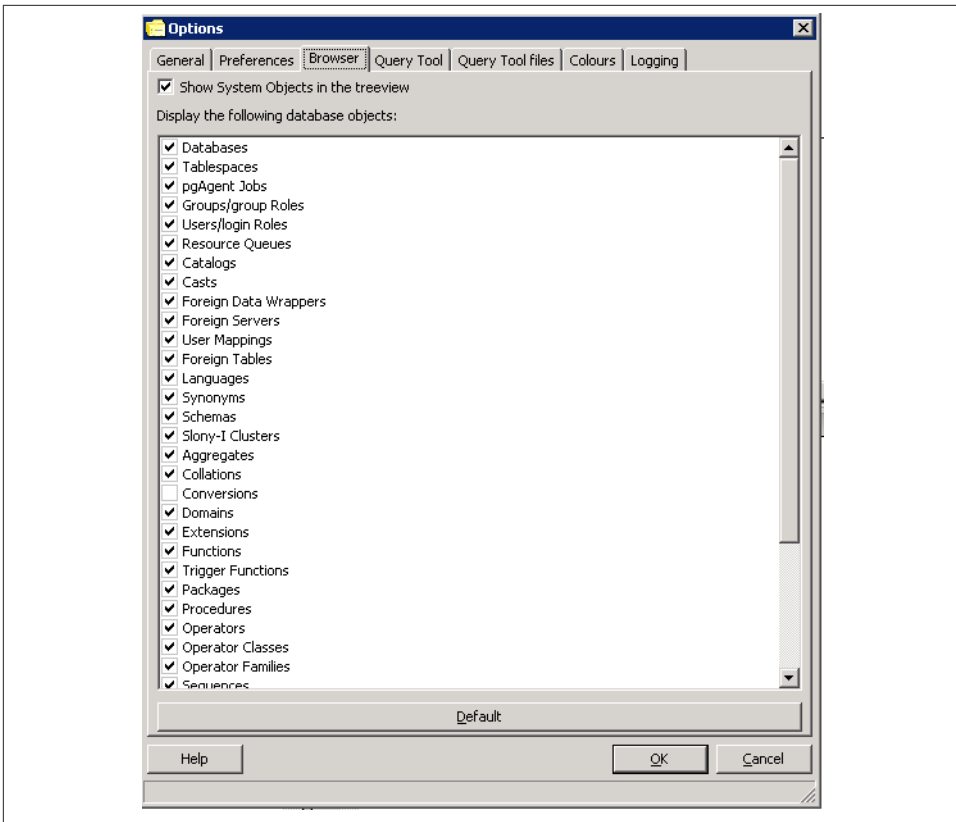 Options
General Preferences Browser Query Tool Query Tool files Colours Logging
Show System Objects in the treeview
Display the following database objects:
Databases
Tablespaces
pgAgent Jobs
Groups/group Roles
Users/login Roles
Resource Queues
Catalogs
Casts
Foreign Data Wrappers
Foreign Servers
User Mappings
Foreign Tables
Languages
Synonyms
Schemas
Slony-I Clusters
Aggregates
Collations
Conversions
Domains
Extensions
Functions
Trigger Functions
Packages
Procedures
Operators
Operator Classes
Operator Families
Sequences
Default
Help OK Cancel